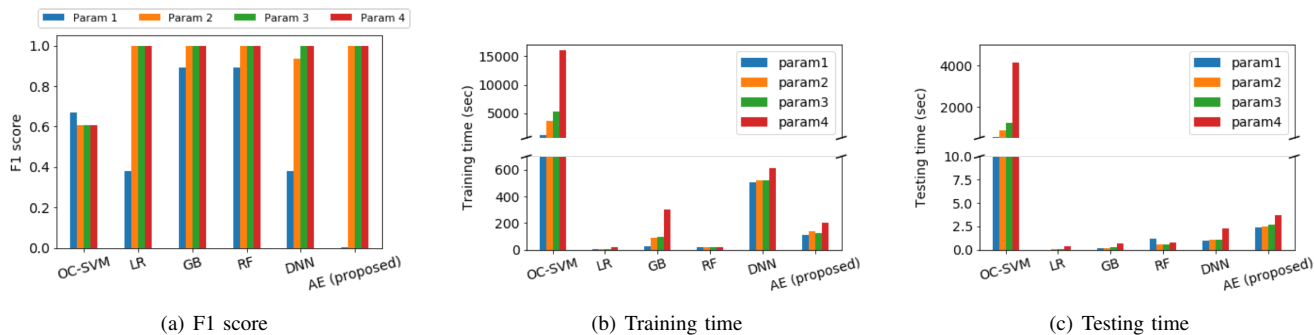 Param 1 Param 2 Param 3 Param 4
F1 score
1.0
0.8
0.6
0.4
0.2
0.0
OC-SVM LR GB RF DNN AE (proposed)
(a) F1 score
Training time (sec)
15000
10000
5000
600
400
200
0
param1
param2
param3
param4
OC-SVM LR GB RF DNN AE (proposed)
(b) Training time
Testing time (sec)
4000
2000
10.0
7.5
5.0
2.5
0.0
param1
param2
param3
param4
OC-SVM LR GB RF DNN AE (proposed)
(c) Testing time